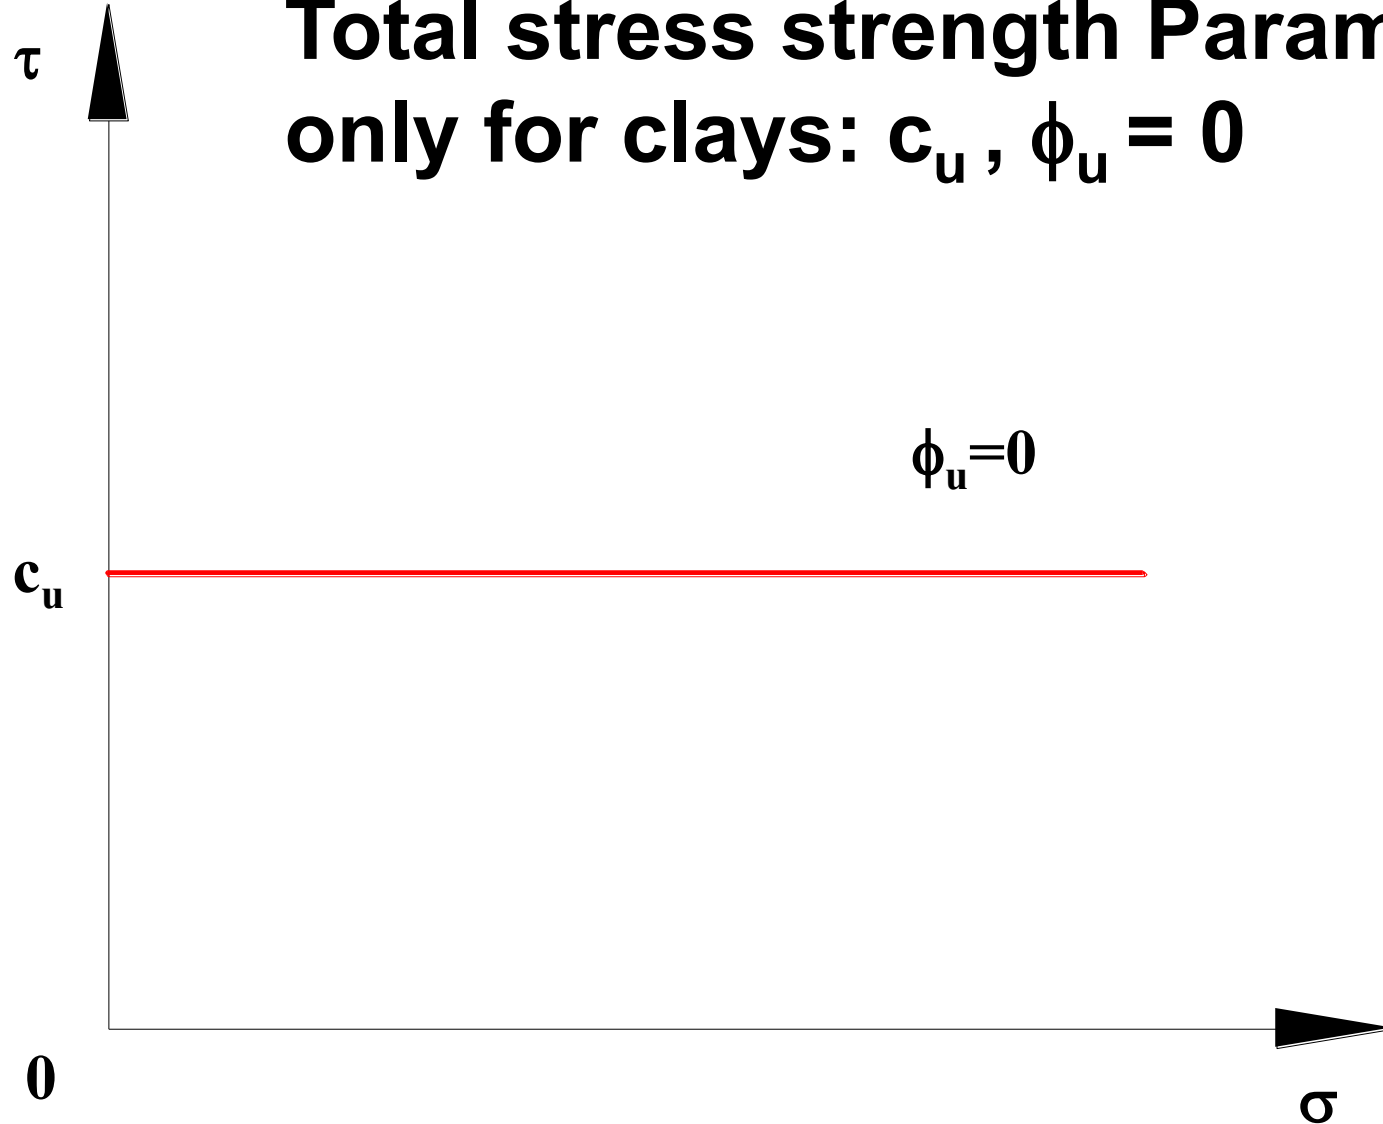 Total stress strength Param
only for clays: cᵤ , ϕᵤ = 0
τ
ϕᵤ=0
cᵤ
0
σ